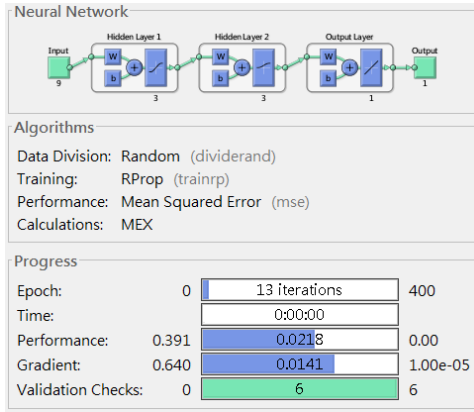 Neural Network
Hidden Layer 1 Hidden Layer 2 Output Layer
Input Output
W W W
+ + +
b b b
9 3 3 1 1
Algorithms
Data Division: Random (dividerand)
Training: RProp (trainrp)
Performance: Mean Squared Error (mse)
Calculations: MEX
Progress
Epoch: 0 13 iterations 400
Time: 0:00:00
Performance: 0.391 0.0218 0.00
Gradient: 0.640 0.0141 1.00e-05
Validation Checks: 0 6 6